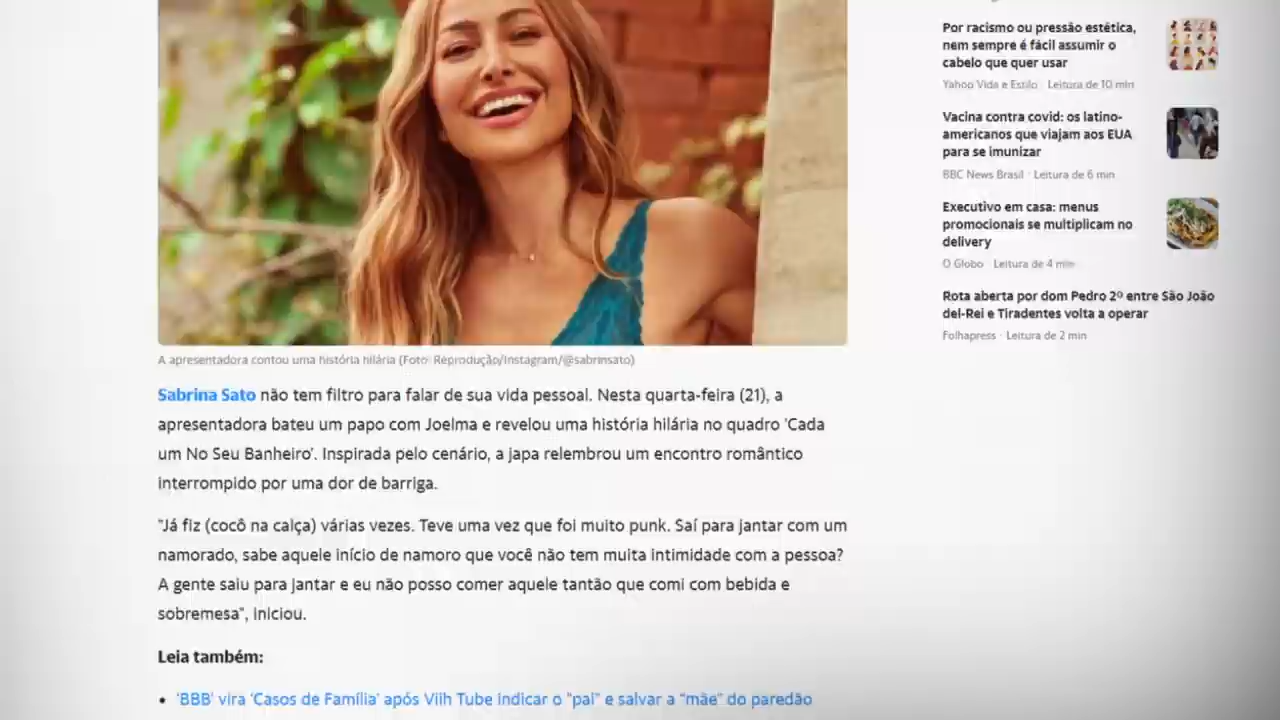 A apresentadora contou uma história hilária (Foto: Reprodução/Instagram/@sabrinsato)
Sabrina Sato não tem filtro para falar de sua vida pessoal. Nesta quarta-feira (21), a
apresentadora bateu um papo com Joelma e revelou uma história hilária no quadro 'Cada
um No Seu Banheiro'. Inspirada pelo cenário, a japa relembrou um encontro romântico
interrompido por uma dor de barriga.
"Já fiz (cocô na calça) várias vezes. Teve uma vez que foi muito punk. Saí para jantar com um
namorado, sabe aquele início de namoro que você não tem muita intimidade com a pessoa?
A gente saiu para jantar e eu não posso comer aquele tantão que comi com bebida e
sobremesa", iniciou.
Leia também:
• 'BBB' vira 'Casos de Família' após Viih Tube indicar o "pai" e salvar a "mãe" do paredão
Por racismo ou pressão estética,
nem sempre é fácil assumir o
cabelo que quer usar
Yahoo Vida e Estilo · Leitura de 10 min
Vacina contra covid: os latino-
americanos que viajam aos EUA
para se imunizar
BBC News Brasil · Leitura de 6 min
Executivo em casa: menus
promocionais se multiplicam no
delivery
O Globo · Leitura de 4 min
Rota aberta por dom Pedro 2º entre São João
del-Rei e Tiradentes volta a operar
Folhapress · Leitura de 2 min